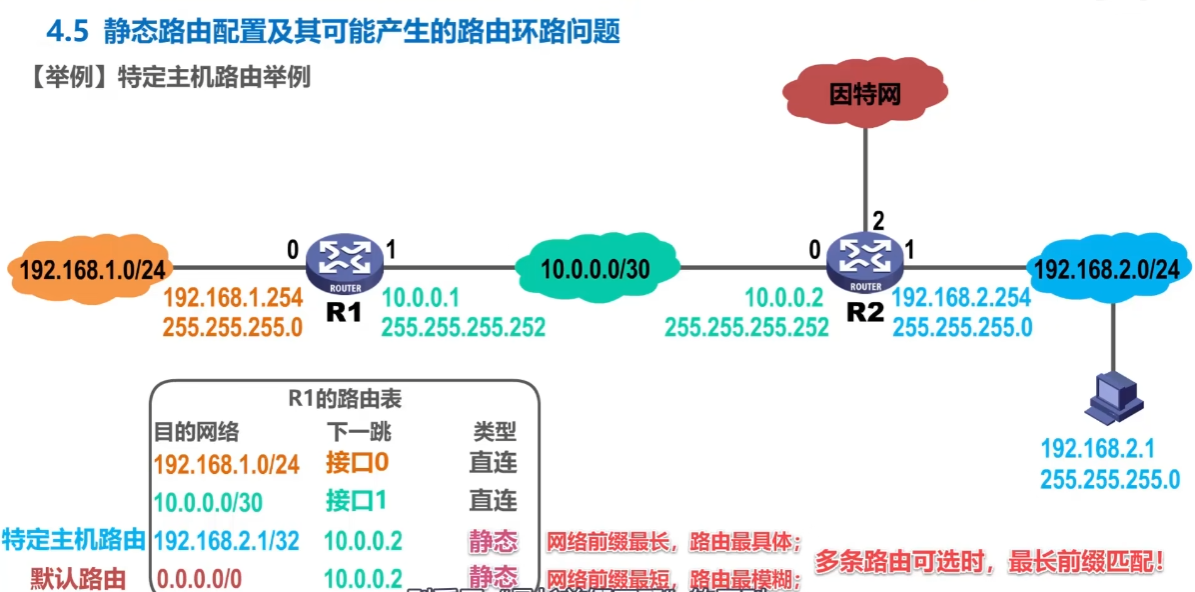 4.5 静态路由配置及其可能产生的路由环路问题
【举例】特定主机路由举例
因特网
2
0
1
0
1
192.168.1.0/24
10.0.0.0/30
192.168.2.0/24
ROUTER
ROUTER
192.168.1.254
R1
10.0.0.1
10.0.0.2
R2
192.168.2.254
255.255.255.0
255.255.255.252
255.255.255.252
255.255.255.0
R1的路由表
目的网络 下一跳 类型
192.168.1.0/24 接口0 直连
10.0.0.0/30 接口1 直连
特定主机路由 192.168.2.1/32 10.0.0.2 静态 网络前缀最长，路由最具体；
默认路由 0.0.0.0/0 10.0.0.2 静态 网络前缀最短，路由最模糊；
多条路由可选时，最长前缀匹配！
192.168.2.1
255.255.255.0